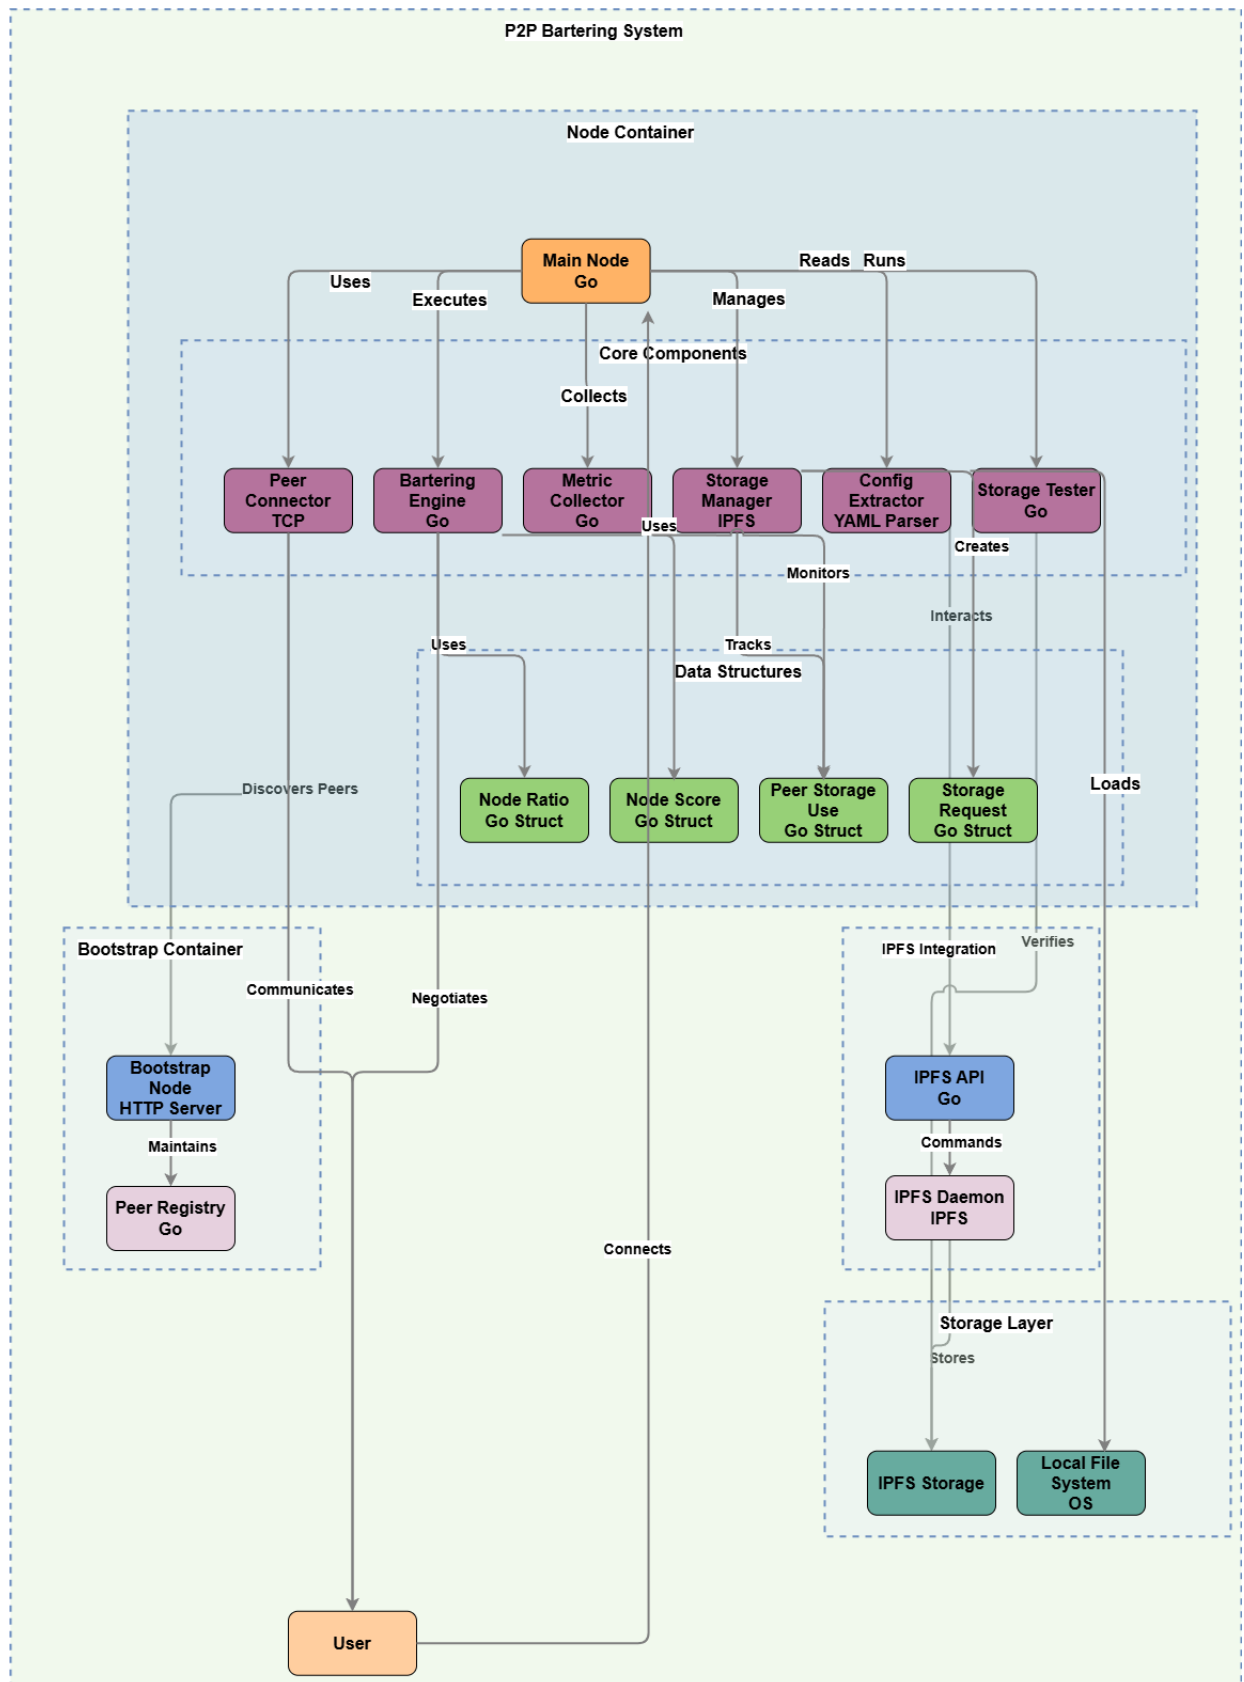 P2P Bartering System
Node Container
Main Node
Go
Reads
Runs
Uses
Executes
Manages
Core Components
Collects
Peer
Connector
TCP
Bartering
Engine
Go
Metric
Collector
Go
Storage
Manager
IPFS
Config
Extractor
YAML Parser
Storage Tester
Go
Uses
Creates
Monitors
Interacts
Uses
Tracks
Data Structures
Discovers Peers
Loads
Node Ratio
Go Struct
Node Score
Go Struct
Peer Storage
Use
Go Struct
Storage
Request
Go Struct
Bootstrap Container
IPFS Integration
Verifies
Communicates
Negotiates
Bootstrap
Node
HTTP Server
IPFS API
Go
Maintains
Commands
Peer Registry
Go
IPFS Daemon
IPFS
Connects
Storage Layer
Stores
IPFS Storage
Local File
System
OS
User